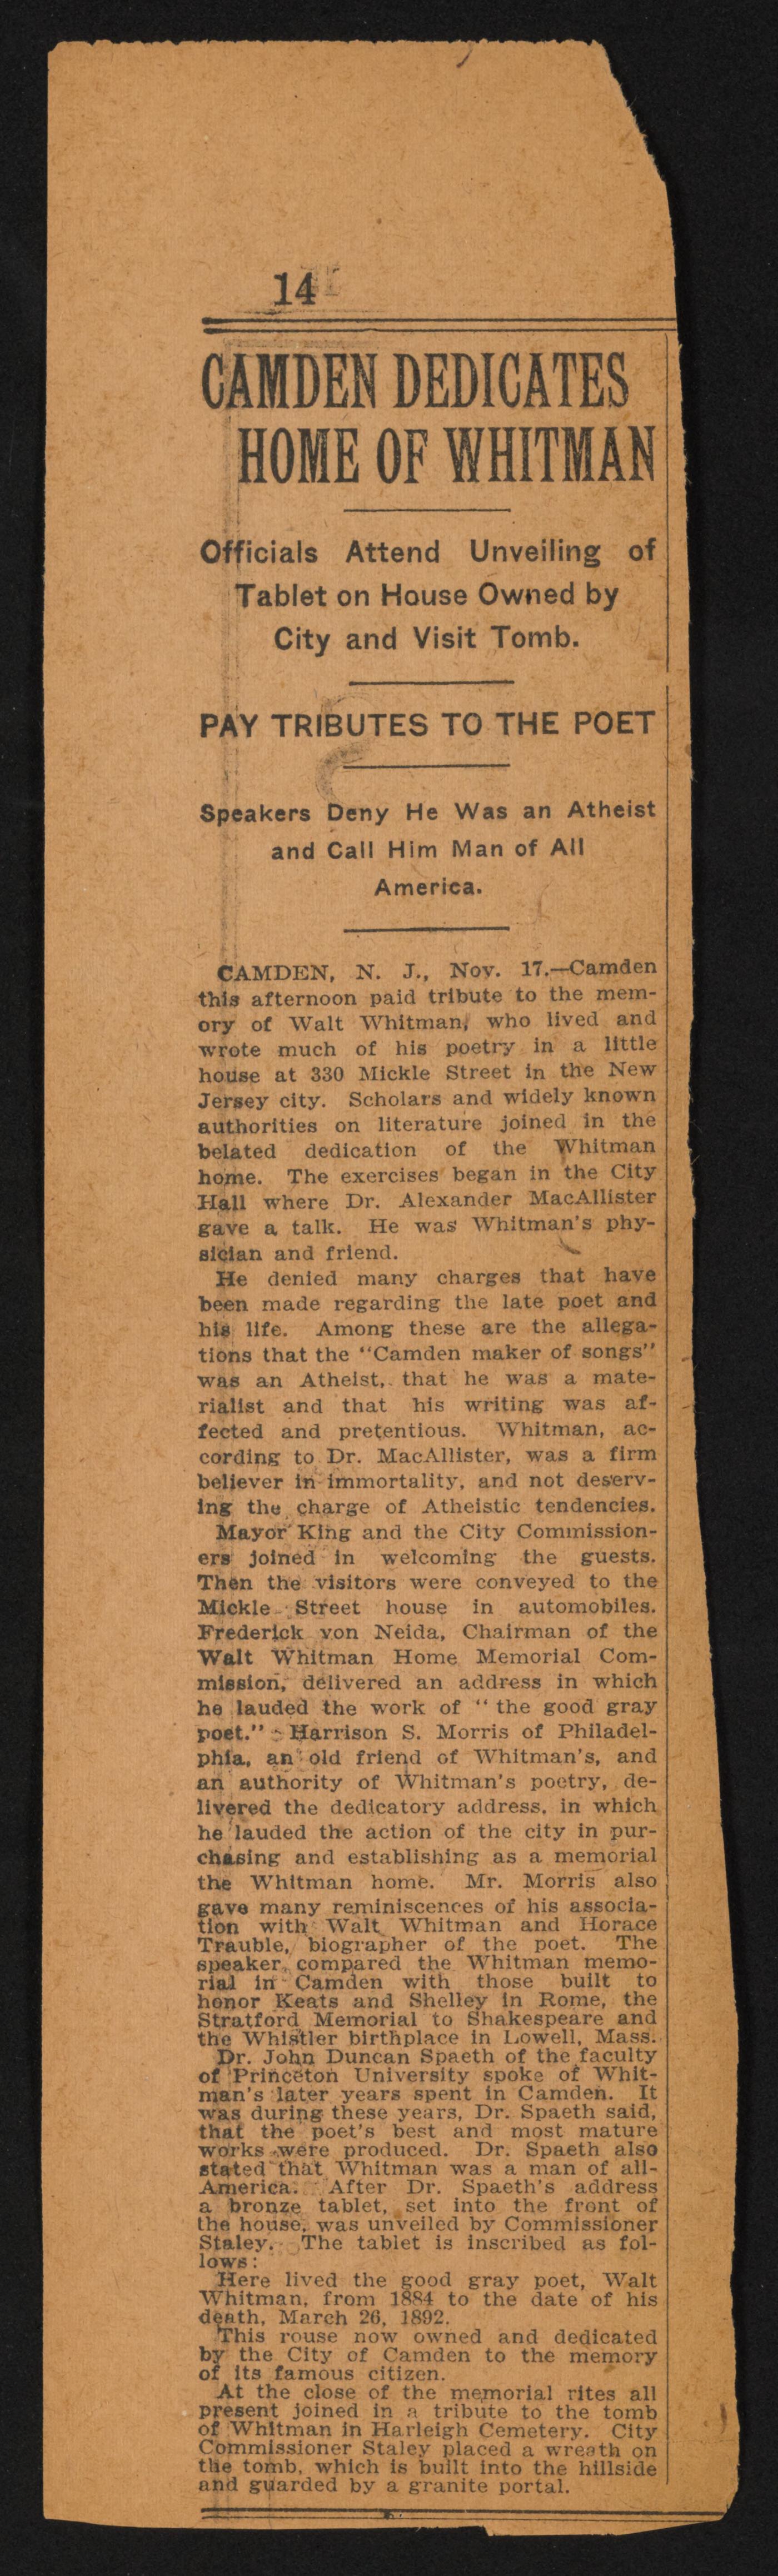 14
CAMDEN DEDICATES
HOME OF WHITMAN
Officials Attend Unveiling of
Tablet on House Owned by
City and Visit Tomb.
PAY TRIBUTES TO THE POET
Speakers Deny He Was an Atheist
and Call Him Man of All
America.
CAMDEN, N. J., Nov. 17.—Camden
this afternoon paid tribute to the mem-
ory of Walt Whitman, who lived and
wrote much of his poetry in a little
house at 330 Mickle Street in the New
Jersey city. Scholars and widely known
authorities on literature joined in the
belated dedication of the Whitman
home. The exercises began in the City
Hall where Dr. Alexander MacAllister
gave a talk. He was Whitman's phy-
sician and friend.
He denied many charges that have
been made regarding the late poet and
his life. Among these are the allega-
tions that the "Camden maker of songs"
was an Atheist, that he was a mate-
rialist and that his writing was af-
fected and pretentious. Whitman, ac-
cording to Dr. MacAllister, was a firm
believer in immortality, and not deserv-
ing the charge of Atheistic tendencies.
Mayor King and the City Commission-
ers joined in welcoming the guests.
Then the visitors were conveyed to the
Mickle Street house in automobiles.
Frederick von Neida, Chairman of the
Walt Whitman Home Memorial Com-
mission, delivered an address in which
he lauded the work of " the good gray
poet." Harrison S. Morris of Philadel-
phia, an old friend of Whitman's, and
an authority of Whitman's poetry, de-
livered the dedicatory address, in which
he lauded the action of the city in pur-
chasing and establishing as a memorial
the Whitman home. Mr. Morris also
gave many reminiscences of his associa-
tion with Walt Whitman and Horace
Trauble, biographer of the poet. The
speaker compared the Whitman memo-
rial in Camden with those built to
honor Keats and Shelley in Rome, the
Stratford Memorial to Shakespeare and
the Whistler birthplace in Lowell, Mass.
Dr. John Duncan Spaeth of the faculty
of Princeton University spoke of Whit-
man's later years spent in Camden. It
was during these years, Dr. Spaeth said,
that the poet's best and most mature
works were produced. Dr. Spaeth also
stated that Whitman was a man of all-
America. After Dr. Spaeth's address
a bronze tablet, set into the front of
the house, was unveiled by Commissioner
Staley. The tablet is inscribed as fol-
lows:
Here lived the good gray poet, Walt
Whitman, from 1884 to the date of his
death, March 26, 1892.
This rouse now owned and dedicated
by the City of Camden to the memory
of its famous citizen.
At the close of the memorial rites all
present joined in a tribute to the tomb
of Whitman in Harleigh Cemetery. City
Commissioner Staley placed a wreath on
the tomb, which is built into the hillside
and guarded by a granite portal.